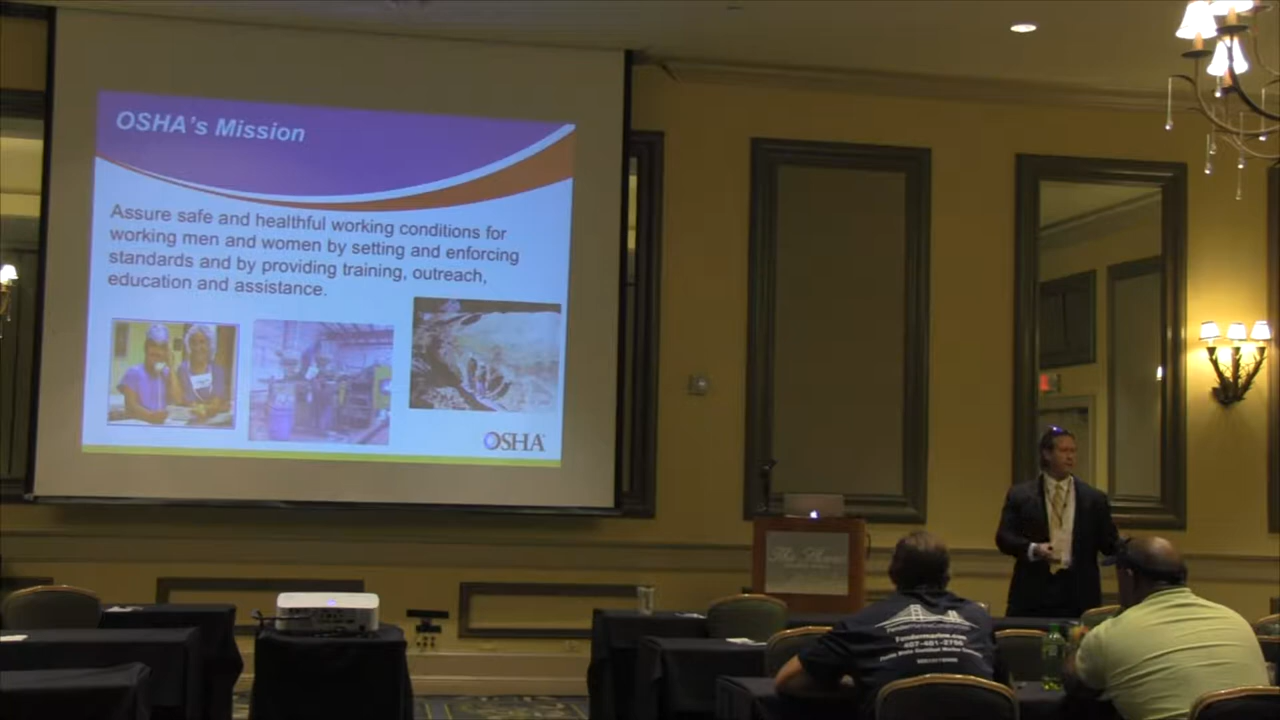 OSHA's Mission
Assure safe and healthful working conditions for
working men and women by setting and enforcing
standards and by providing training, outreach,
education and assistance.
OSHA